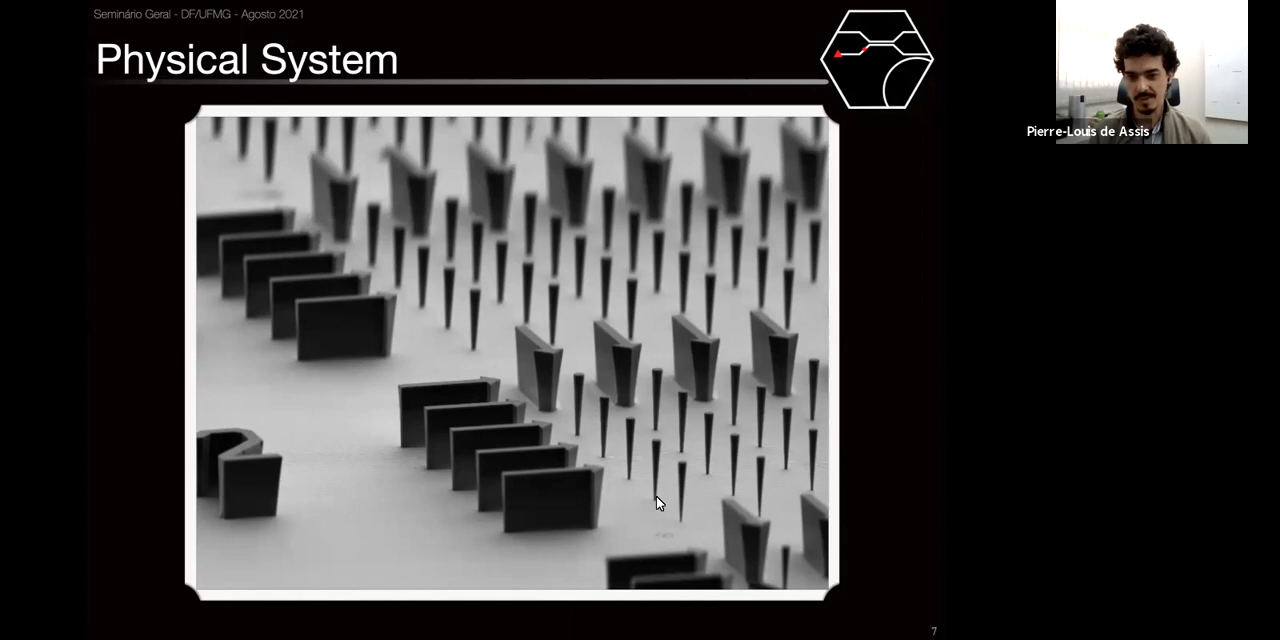 Seminário Geral - DF/UFMG - Agosto 2021
Physical System
Pierre-Louis de Assis
7